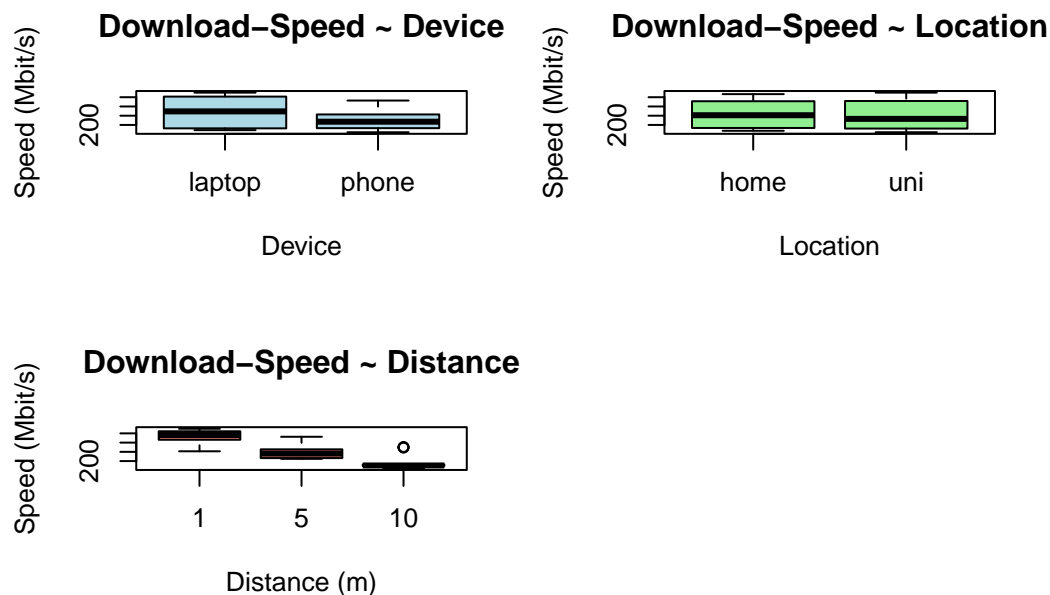 Download−Speed ~ Device
Speed (Mbit/s)
200
laptop phone
Device
Download−Speed ~ Location
Speed (Mbit/s)
200
home uni
Location
Download−Speed ~ Distance
Speed (Mbit/s)
200
1 5 10
Distance (m)